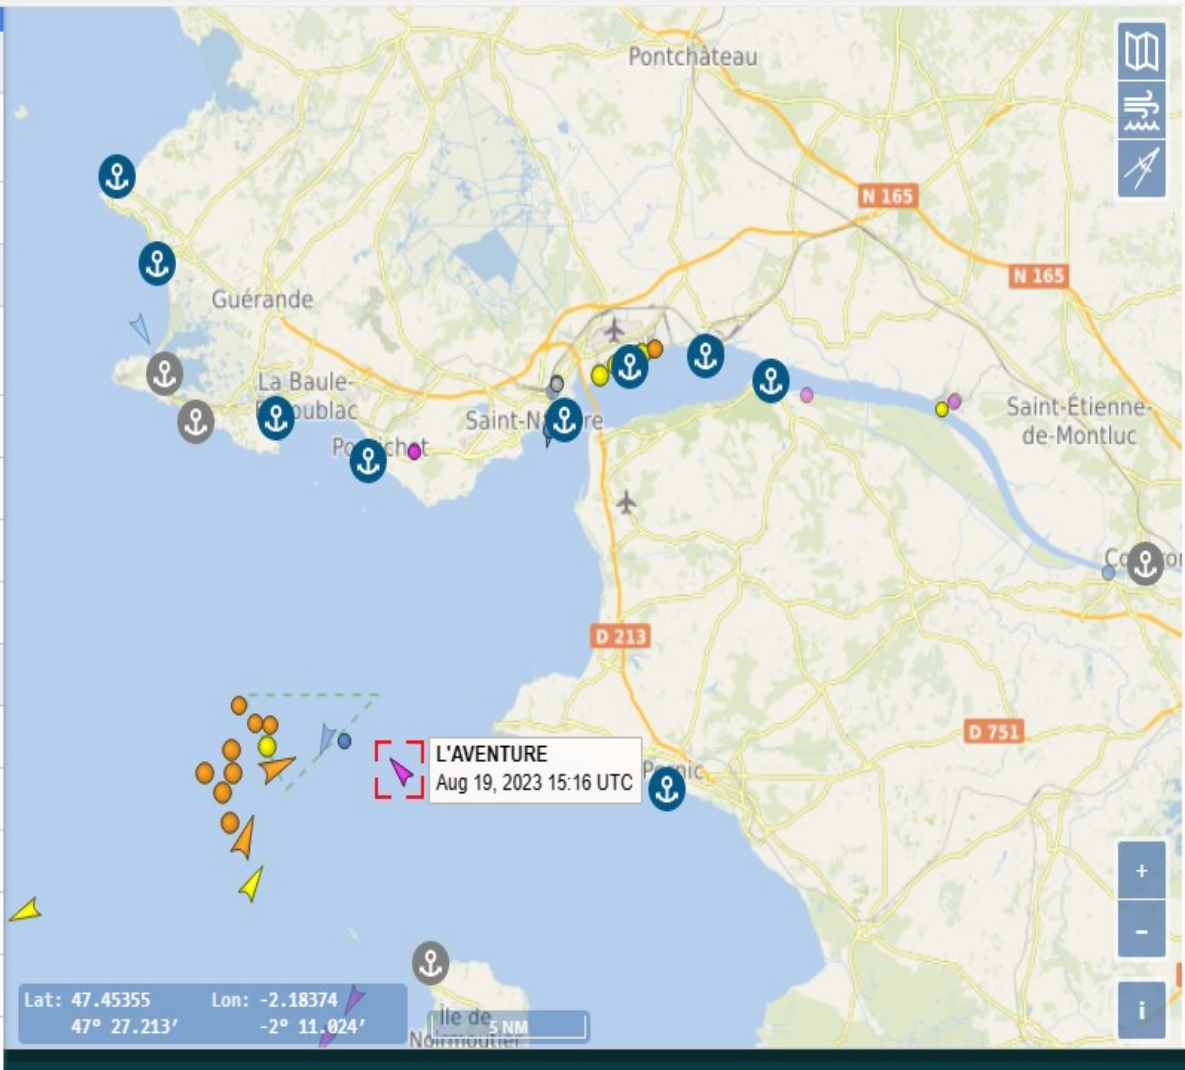 Pontchâteau
N 165
N 165
Guérande
La Baule-
Saint-Étienne-
de-Montluc
D 213
D 751
L'AVENTURE
Aug 19, 2023 15:16 UTC
+
-
Lat: 47.45355 Lon: -2.18374
47° 27.213′ -2° 11.024′
Île de
Noirmoutier
5 NM
i